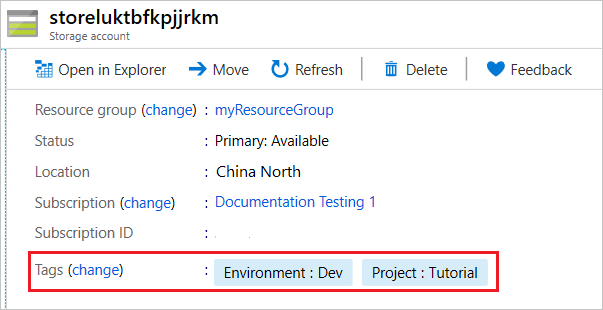 storeluktbfkpjjrkm
Storage account
Open in Explorer Move Refresh Delete Feedback
Resource group (change) : myResourceGroup
Status : Primary: Available
Location : China North
Subscription (change) : Documentation Testing 1
Subscription ID :
Tags (change) : Environment : Dev Project : Tutorial